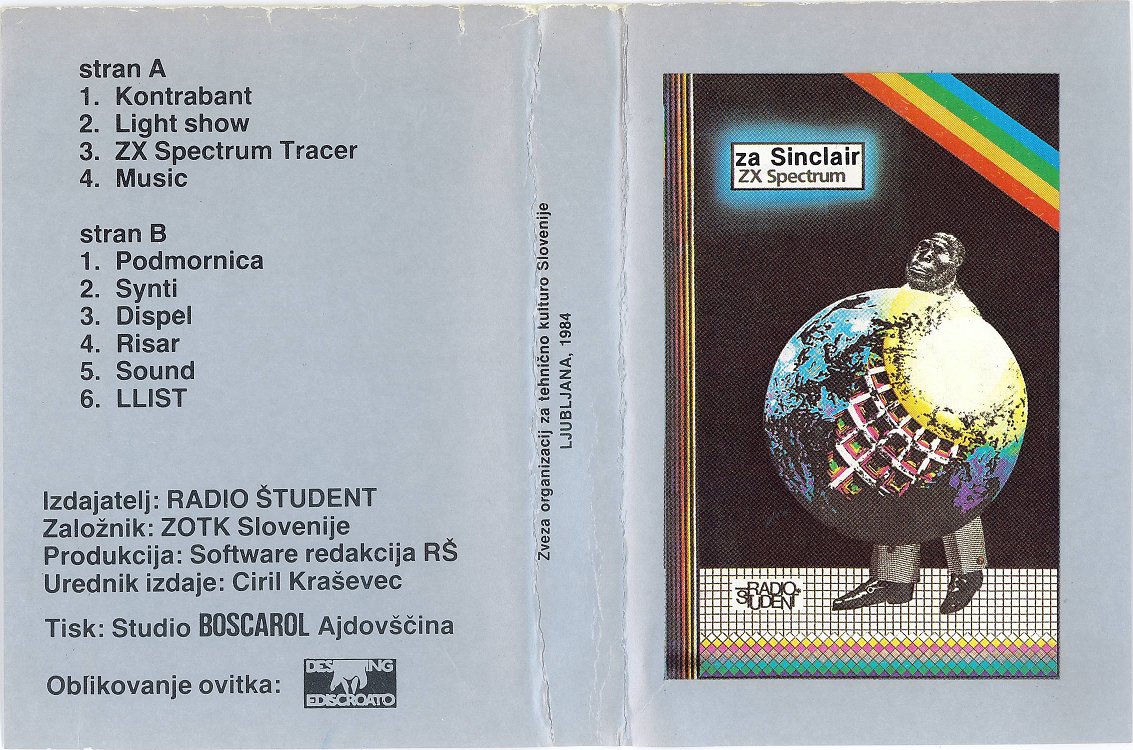 stran A
1. Kontrabant
2. Light show
3. ZX Spectrum Tracer
4. Music
stran B
1. Podmornica
2. Synti
3. Dispel
4. Risar
5. Sound
6. LLIST
Izdajatelj: RADIO ŠTUDENT
Založnik: ZOTK Slovenije
Produkcija: Software redakcija RŠ
Urednik izdaje: Ciril Kraševec
Tisk: Studio BOSCAROL Ajdovščina
Oblikovanje ovitka:
DESING
EDISCROATO
Zveza organizacij za tehnično kulturo Slovenije
LJUBLJANA, 1984
za Sinclair
ZX Spectrum
RADIO
ŠTUDENT